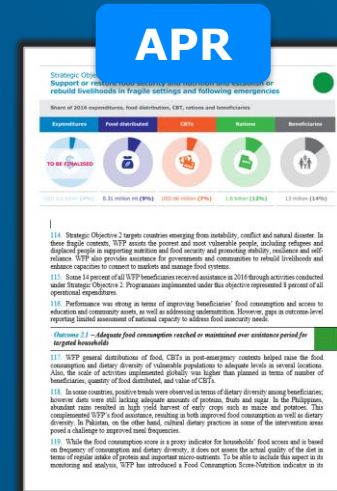 APR
Strategic Obje
Support or restore food security and nutrition and establish or
rebuild livelihoods in fragile settings and following emergencies
Share of 2016 expenditures, food distribution, CBT, rations and beneficiaries
Expenditures Food distributed CBTs Rations Beneficiaries
TO BE FINALISED
0.31 million mt (9%) USD 60 million (7%) 1.6 billion (12%) 13 million (14%)
114. Strategic Objective 2 targets countries emerging from instability, conflict and natural disaster. In
these fragile contexts, WFP assists the poorest and most vulnerable people, including refugees and
displaced people in supporting nutrition and food security and promoting stability, resilience and self-
reliance. WFP also provides assistance for governments and communities to rebuild livelihoods and
enhance capacities to connect to markets and manage food systems.
115. Some 14 percent of all WFP beneficiaries received assistance in 2016 through activities conducted
under Strategic Objective 2. Programmes implemented under this objective represented 8 percent of all
operational expenditures.
116. Performance was strong in terms of improving beneficiaries' food consumption and access to
education and community assets, as well as addressing undernutrition. However, gaps in outcome-level
reporting limited assessment of national capacity to address food insecurity needs.
Outcome 2.1 – Adequate food consumption reached or maintained over assistance period for
targeted households
117. WFP general distributions of food, CBTs in post-emergency contexts helped raise the food
consumption and dietary diversity of vulnerable populations to adequate levels in several locations.
Also, the scale of activities implemented globally was higher than planned in terms of number of
beneficiaries, quantity of food distributed, and value of CBTs.
118. In some countries, positive trends were observed in terms of dietary diversity among beneficiaries;
however diets were still lacking adequate amounts of proteins, fruits and sugar. In the Philippines,
abundant rains resulted in high yield harvest of early crops such as maize and potatoes. This
complemented WFP's food assistance, resulting in both improved food consumption as well as dietary
diversity. In Pakistan, on the other hand, cultural dietary practices in some of the intervention areas
posed a challenge to improved meal frequencies.
119. While the food consumption score is a proxy indicator for households' food access and is based
on frequency of consumption and dietary diversity, it does not assess the actual quality of the diet in
terms of regular intake of protein and important micro-nutrients. To be able to include this aspect in its
monitoring and analysis, WFP has introduced a Food Consumption Score-Nutrition indicator in its